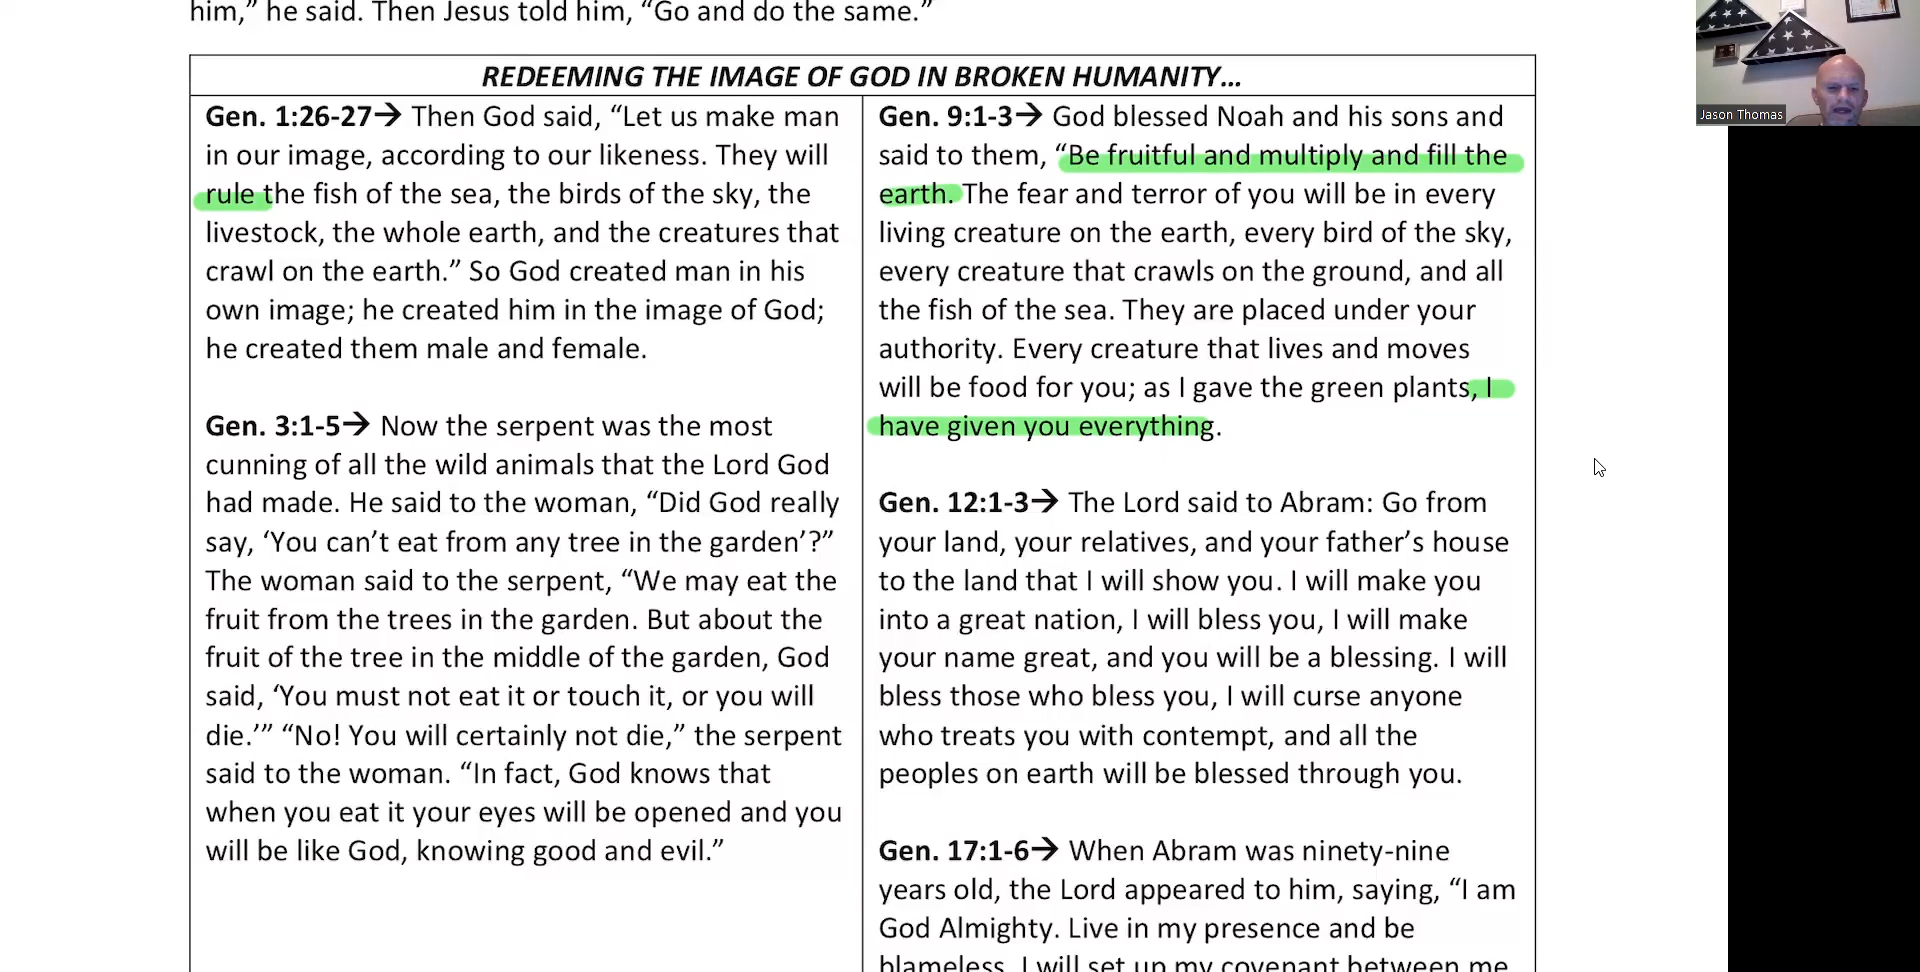 him,” he said. Then Jesus told him, “Go and do the same.”
REDEEMING THE IMAGE OF GOD IN BROKEN HUMANITY…
Gen. 1:26-27→ Then God said, “Let us make man
in our image, according to our likeness. They will
rule the fish of the sea, the birds of the sky, the
livestock, the whole earth, and the creatures that
crawl on the earth.” So God created man in his
own image; he created him in the image of God;
he created them male and female.
Gen. 3:1-5→ Now the serpent was the most
cunning of all the wild animals that the Lord God
had made. He said to the woman, “Did God really
say, ‘You can’t eat from any tree in the garden’?”
The woman said to the serpent, “We may eat the
fruit from the trees in the garden. But about the
fruit of the tree in the middle of the garden, God
said, ‘You must not eat it or touch it, or you will
die.’” “No! You will certainly not die,” the serpent
said to the woman. “In fact, God knows that
when you eat it your eyes will be opened and you
will be like God, knowing good and evil.”
Gen. 9:1-3→ God blessed Noah and his sons and
said to them, “Be fruitful and multiply and fill the
earth. The fear and terror of you will be in every
living creature on the earth, every bird of the sky,
every creature that crawls on the ground, and all
the fish of the sea. They are placed under your
authority. Every creature that lives and moves
will be food for you; as I gave the green plants, I
have given you everything.
Gen. 12:1-3→ The Lord said to Abram: Go from
your land, your relatives, and your father’s house
to the land that I will show you. I will make you
into a great nation, I will bless you, I will make
your name great, and you will be a blessing. I will
bless those who bless you, I will curse anyone
who treats you with contempt, and all the
peoples on earth will be blessed through you.
Gen. 17:1-6→ When Abram was ninety-nine
years old, the Lord appeared to him, saying, “I am
God Almighty. Live in my presence and be
blameless. I will set up my covenant between me
Jason Thomas